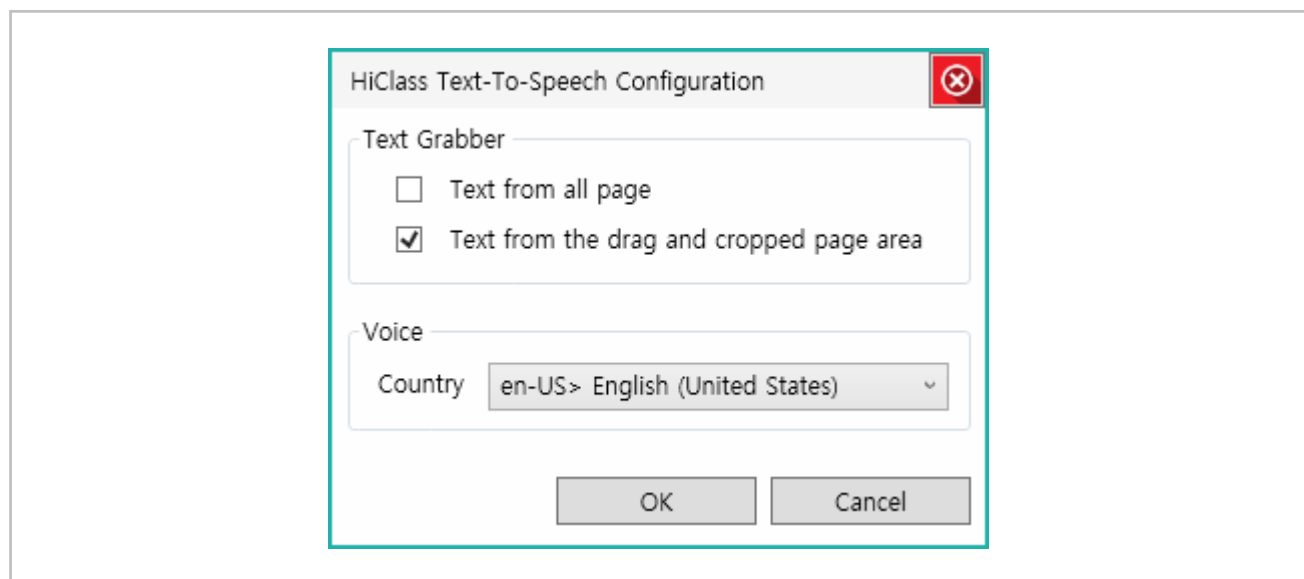 HiClass Text-To-Speech Configuration
Text Grabber
Text from all page
Text from the drag and cropped page area
Voice
Country en-US> English (United States)
OK Cancel